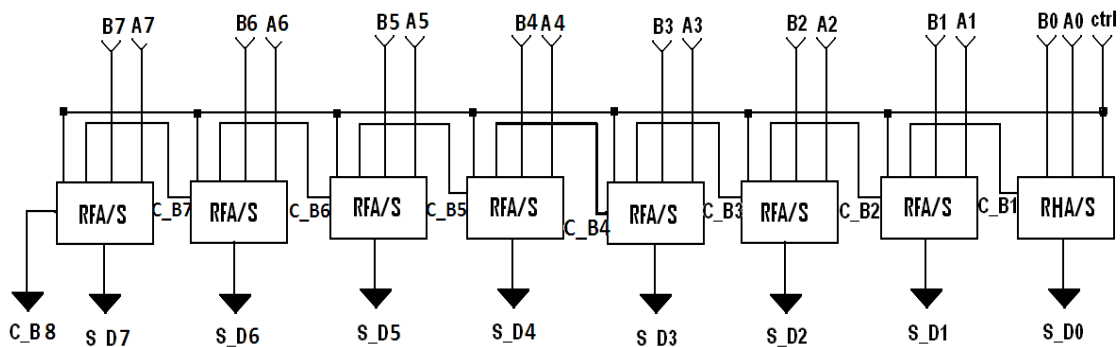 B7 A7 B6 A6 B5 A5 B4 A4 B3 A3 B2 A2 B1 A1 B0 A0 ctrl
RFA/S RFA/S RFA/S RFA/S RFA/S RFA/S RFA/S RHA/S
C_B7 C_B6 C_B5 C_B4 C_B3 C_B2 C_B1
C_B8 S_D7 S_D6 S_D5 S_D4 S_D3 S_D2 S_D1 S_D0